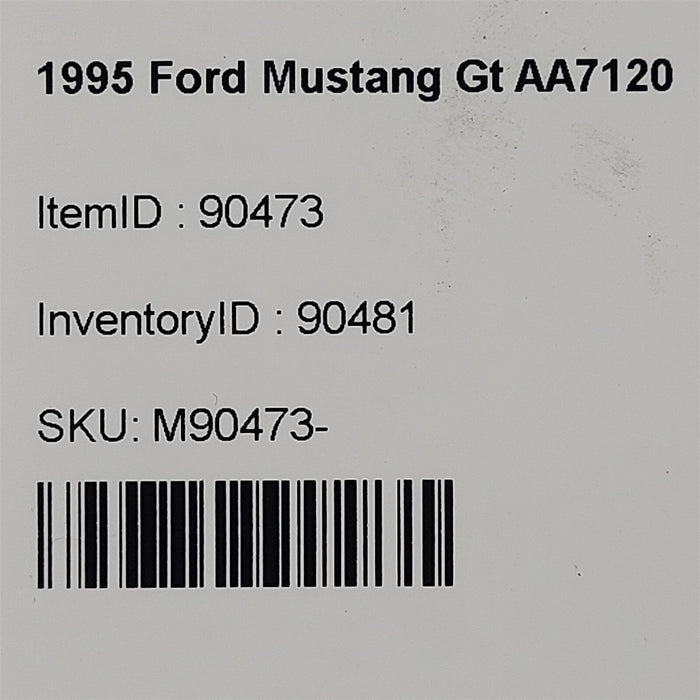 1995 Ford Mustang Gt AA7120
ItemID : 90473
InventoryID : 90481
SKU: M90473-